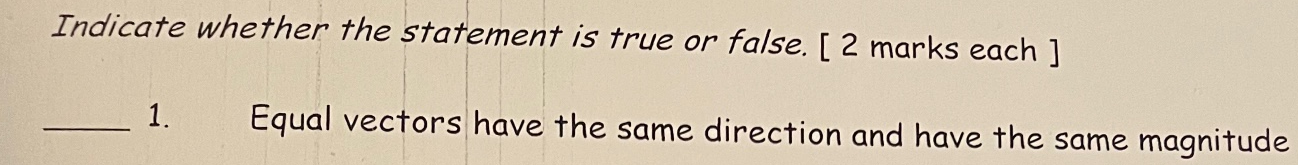 Indicate whether the statement is true or false. [ 2 marks each ]
____ 1. Equal vectors have the same direction and have the same magnitude